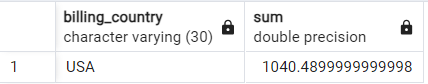 billing_country sum
character varying (30) double precision
1 USA 1040.4899999999998